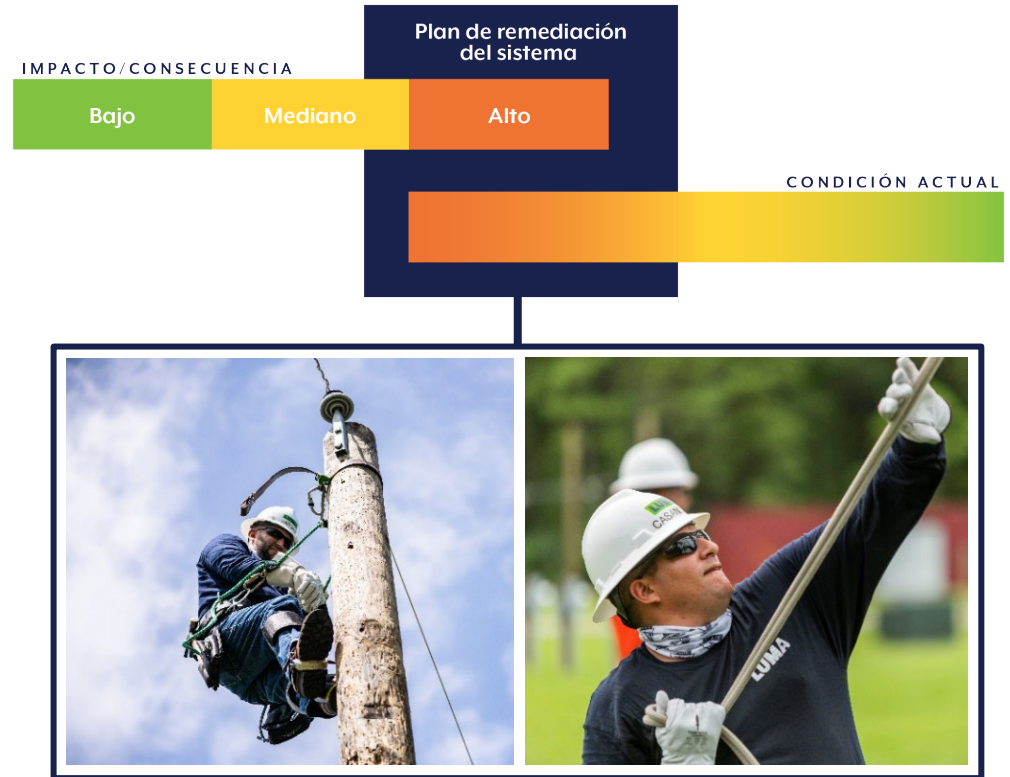 Plan de remediación
del sistema
IMPACTO/CONSECUENCIA
Bajo
Mediano
Alto
CONDICIÓN ACTUAL
LUMA